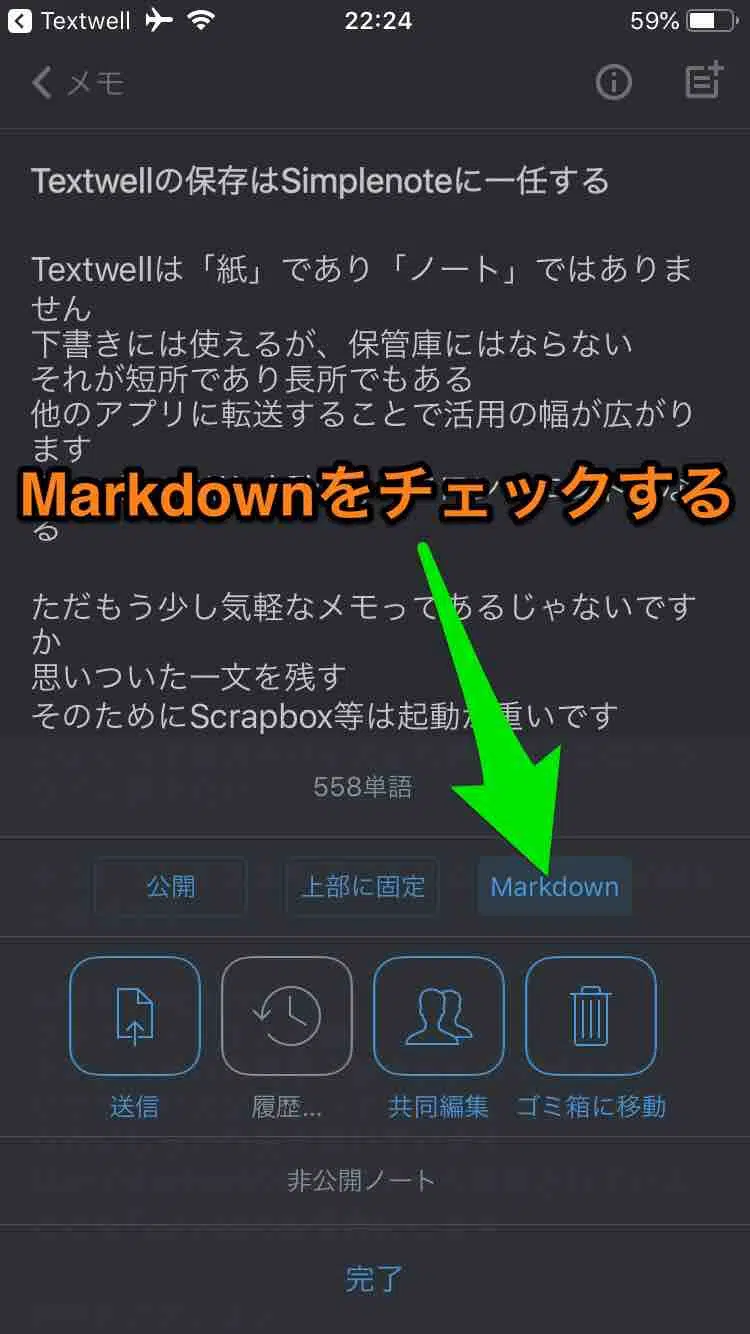 Textwell
22:24
59%
メモ
Textwellの保存はSimplenoteに一任する
Textwellは「紙」であり「ノート」ではありま
せん
下書きには使えるが、保管庫にはならない
それが短所であり長所でもある
他のアプリに転送することで活用の幅が広がり
ます
Markdownをチェックする
る
ただもう少し気軽なメモってあるじゃないです
か
思いついた一文を残す
そのためにScrapbox等は起動が重いです
558単語
公開
上部に固定
Markdown
送信
履歴...
共同編集
ゴミ箱に移動
非公開ノート
完了